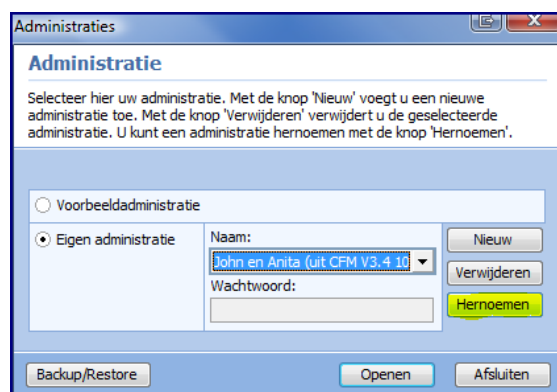 Administraties
Administratie
Selecteer hier uw administratie. Met de knop 'Nieuw' voegt u een nieuwe
administratie toe. Met de knop 'Verwijderen' verwijdert u de geselecteerde
administratie. U kunt een administratie hernoemen met de knop 'Hernoemen'.
Voorbeeldadministratie
Eigen administratie
Naam:
John en Anita (uit CFM V3.4 10
Wachtwoord:
Nieuw
Verwijderen
Hernoemen
Backup/Restore
Openen
Afsluiten